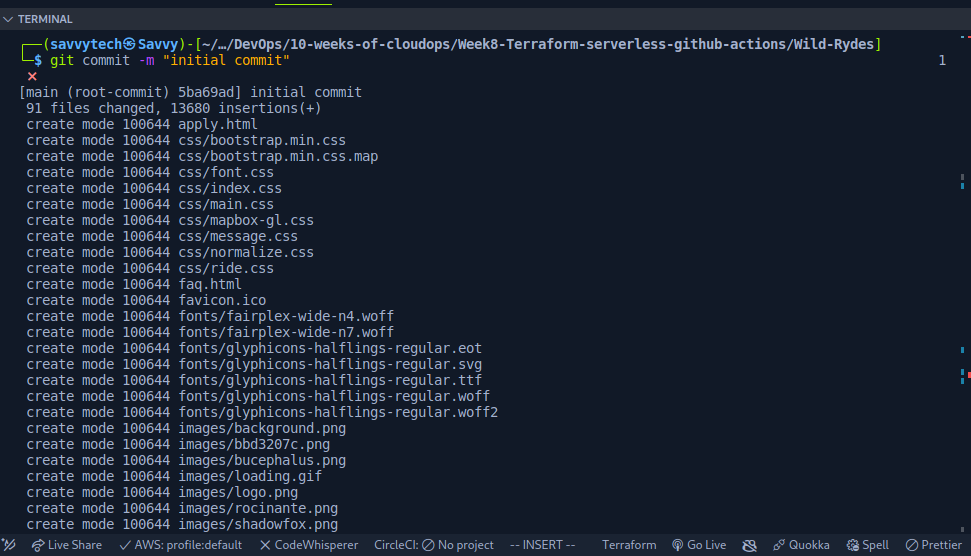 TERMINAL
┌──(savvytech㉿Savvy)-[~/…/DevOps/10-weeks-of-cloudops/Week8-Terraform-serverless-github-actions/Wild-Rydes]
└─$ git commit -m "initial commit" 1
⨯
[main (root-commit) 5ba69ad] initial commit
91 files changed, 13680 insertions(+)
create mode 100644 apply.html
create mode 100644 css/bootstrap.min.css
create mode 100644 css/bootstrap.min.css.map
create mode 100644 css/font.css
create mode 100644 css/index.css
create mode 100644 css/main.css
create mode 100644 css/mapbox-gl.css
create mode 100644 css/message.css
create mode 100644 css/normalize.css
create mode 100644 css/ride.css
create mode 100644 faq.html
create mode 100644 favicon.ico
create mode 100644 fonts/fairplex-wide-n4.woff
create mode 100644 fonts/fairplex-wide-n7.woff
create mode 100644 fonts/glyphicons-halflings-regular.eot
create mode 100644 fonts/glyphicons-halflings-regular.svg
create mode 100644 fonts/glyphicons-halflings-regular.ttf
create mode 100644 fonts/glyphicons-halflings-regular.woff
create mode 100644 fonts/glyphicons-halflings-regular.woff2
create mode 100644 images/background.png
create mode 100644 images/bbd3207c.png
create mode 100644 images/bucephalus.png
create mode 100644 images/loading.gif
create mode 100644 images/logo.png
create mode 100644 images/rocinante.png
create mode 100644 images/shadowfox.png
Live Share AWS: profile:default CodeWhisperer CircleCI: No project -- INSERT -- Terraform Go Live Quokka Spell Prettier